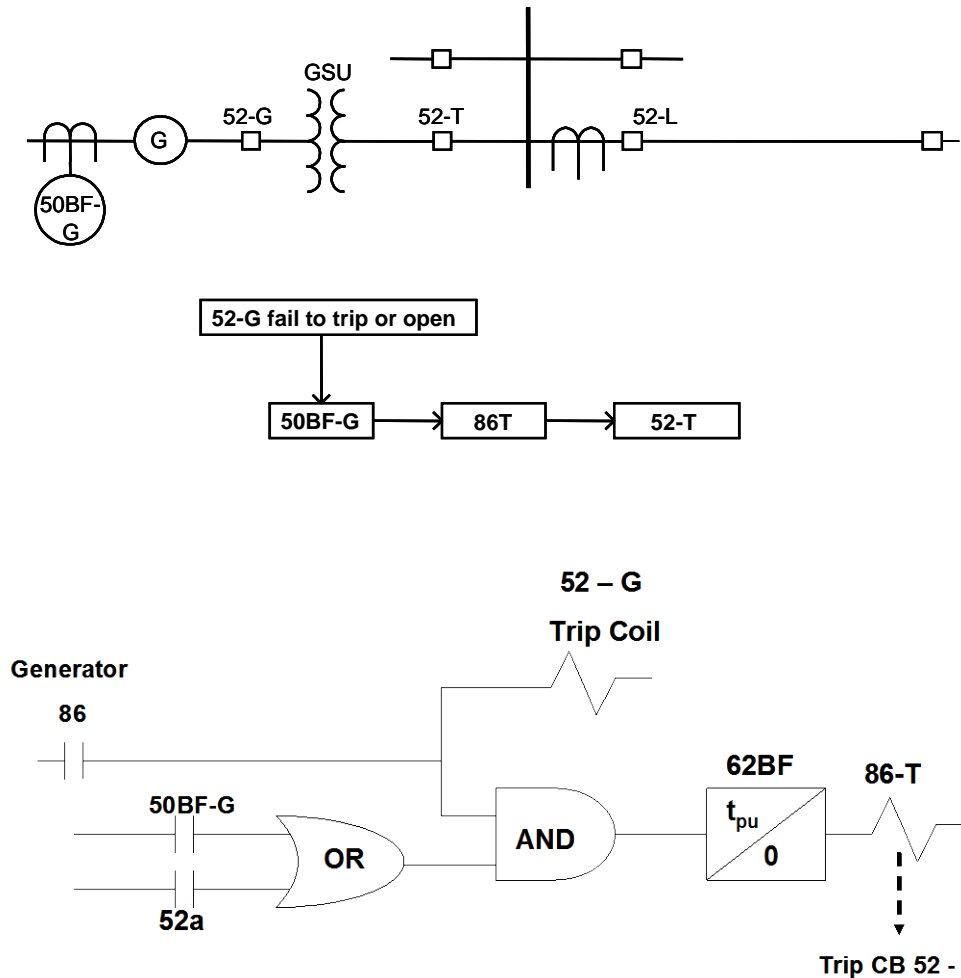 GSU
52-G
52-T
52-L
G
50BF-
G
52-G fail to trip or open
50BF-G
86T
52-T
52 – G
Trip Coil
Generator
86
62BF
86-T
50BF-G
tpu
OR
AND
0
52a
Trip CB 52 -